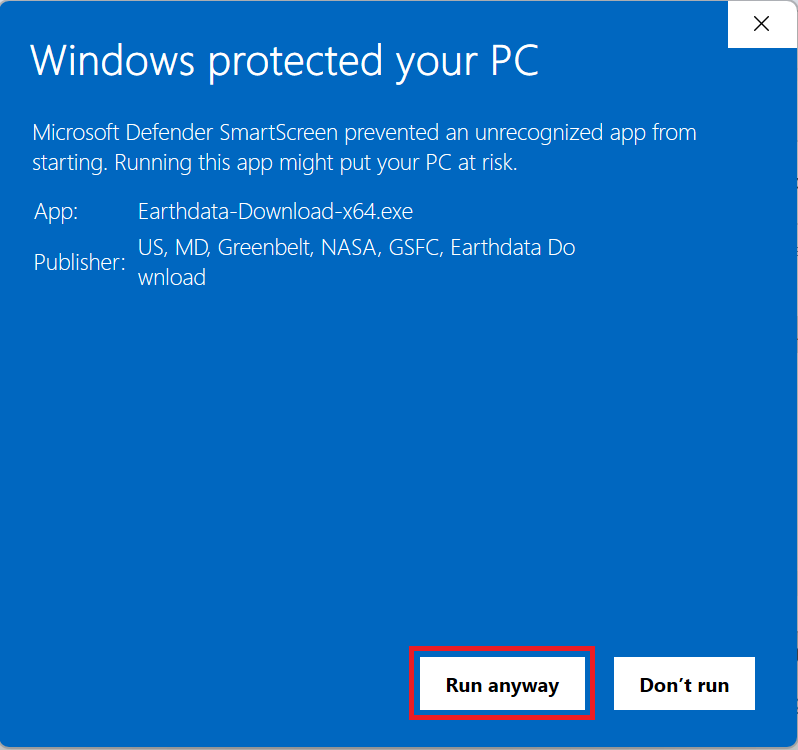 Windows protected your PC
Microsoft Defender SmartScreen prevented an unrecognized app from
starting. Running this app might put your PC at risk.
App: Earthdata-Download-x64.exe
Publisher: US, MD, Greenbelt, NASA, GSFC, Earthdata Do
wnload
Run anyway Don’t run